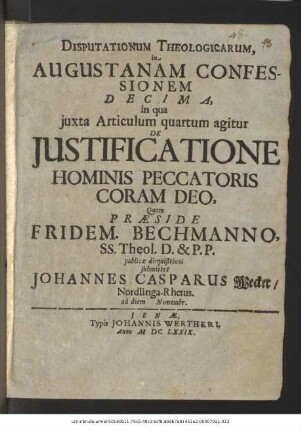 DISPUTATIONUM THEOLOGICARUM,
in
AUGUSTANAM CONFES-
SIONEM
DECIMA,
in qua
juxta Articulum quartum agitur
DE
JUSTIFICATIONE
HOMINIS PECCATORIS
CORAM DEO,
Quam
PRÆSIDE
FRIDEM. BECHMANNO,
SS. Theol. D. & P.P.
publicæ disquisitioni
submittet
JOHANNES CASPARUS Wecker/
Nordlinga-Rhetus.
ad diem Novembr.
JENÆ,
Typis JOHANNIS WERTHERI,
Anno M DC LXXIX.